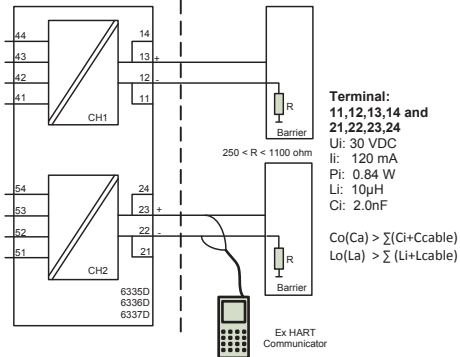 44
43
42
41
14
13 +
12 -
11
CH1
R
Barrier
250 < R < 1100 ohm
54
53
52
51
24
23 +
22 -
21
CH2
R
Barrier
6335D
6336D
6337D
Ex HART
Communicator
Terminal:
11,12,13,14 and
21,22,23,24
Ui: 30 VDC
Ii: 120 mA
Pi: 0.84 W
Li: 10µH
Ci: 2.0nF
Co(Ca) > ∑(Ci+Ccable)
Lo(La) > ∑ (Li+Lcable)